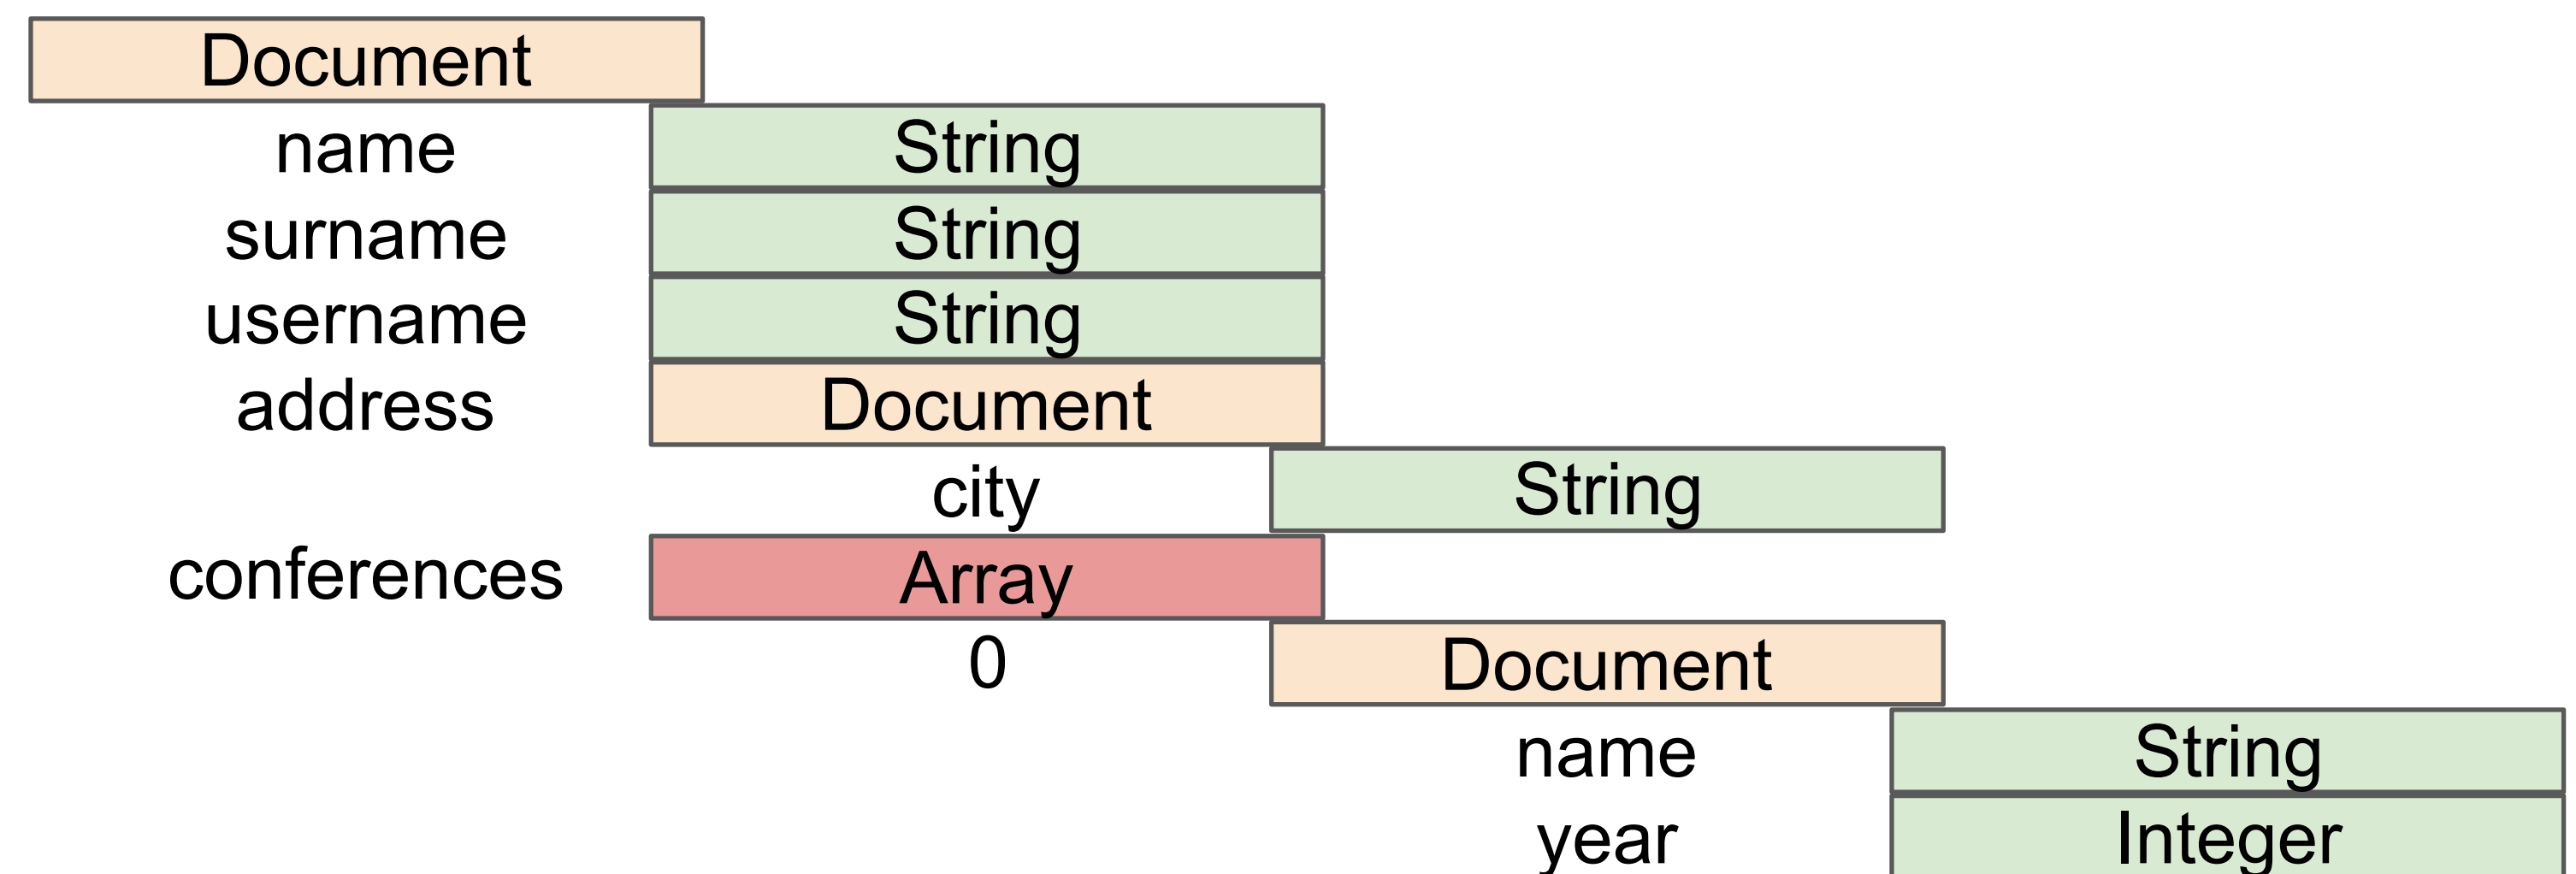 Document
name String
surname String
username String
address Document
city String
conferences Array
0 Document
name String
year Integer